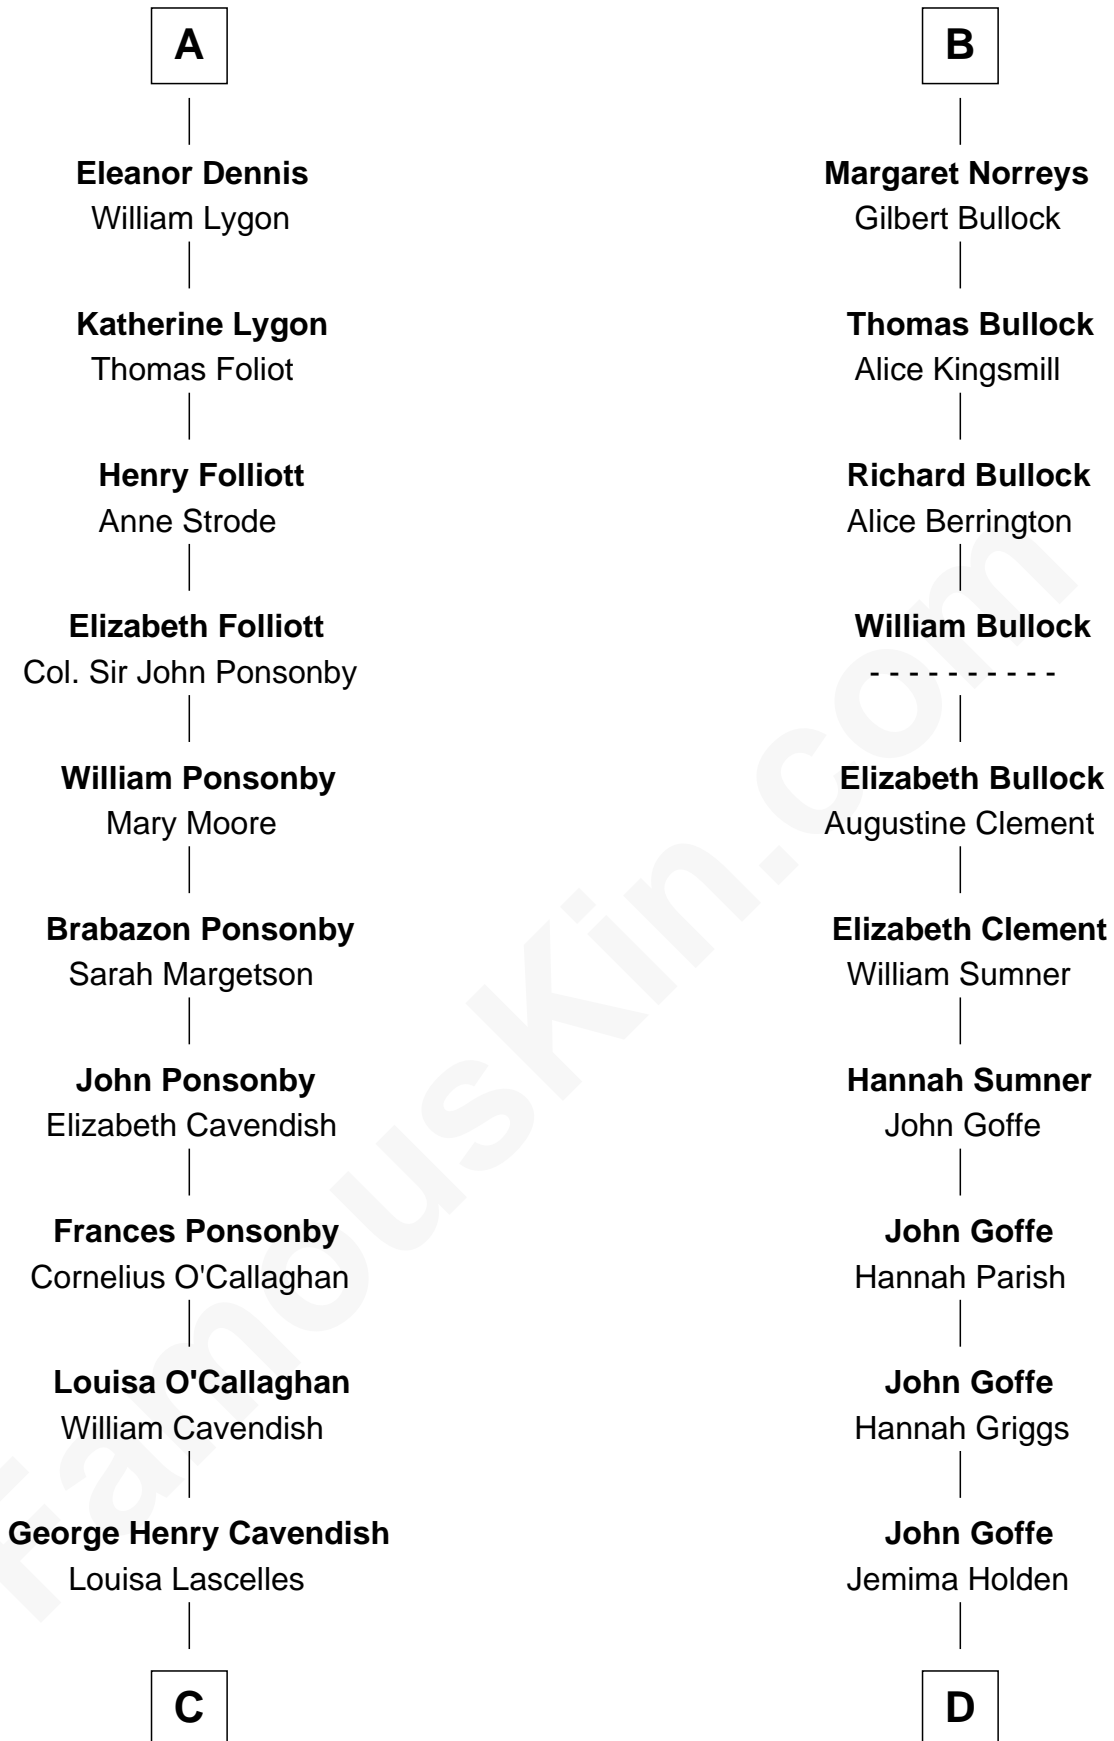 A
Eleanor Dennis
William Lygon
Katherine Lygon
Thomas Foliot
Henry Folliott
Anne Strode
Elizabeth Folliott
Col. Sir John Ponsonby
William Ponsonby
Mary Moore
Brabazon Ponsonby
Sarah Margetson
John Ponsonby
Elizabeth Cavendish
Frances Ponsonby
Cornelius O'Callaghan
Louisa O'Callaghan
William Cavendish
George Henry Cavendish
Louisa Lascelles
C
B
Margaret Norreys
Gilbert Bullock
Thomas Bullock
Alice Kingsmill
Richard Bullock
Alice Berrington
William Bullock
- - - - - - - - - -
Elizabeth Bullock
Augustine Clement
Elizabeth Clement
William Sumner
Hannah Sumner
John Goffe
John Goffe
Hannah Parish
John Goffe
Hannah Griggs
John Goffe
Jemima Holden
D
FamousKin.com